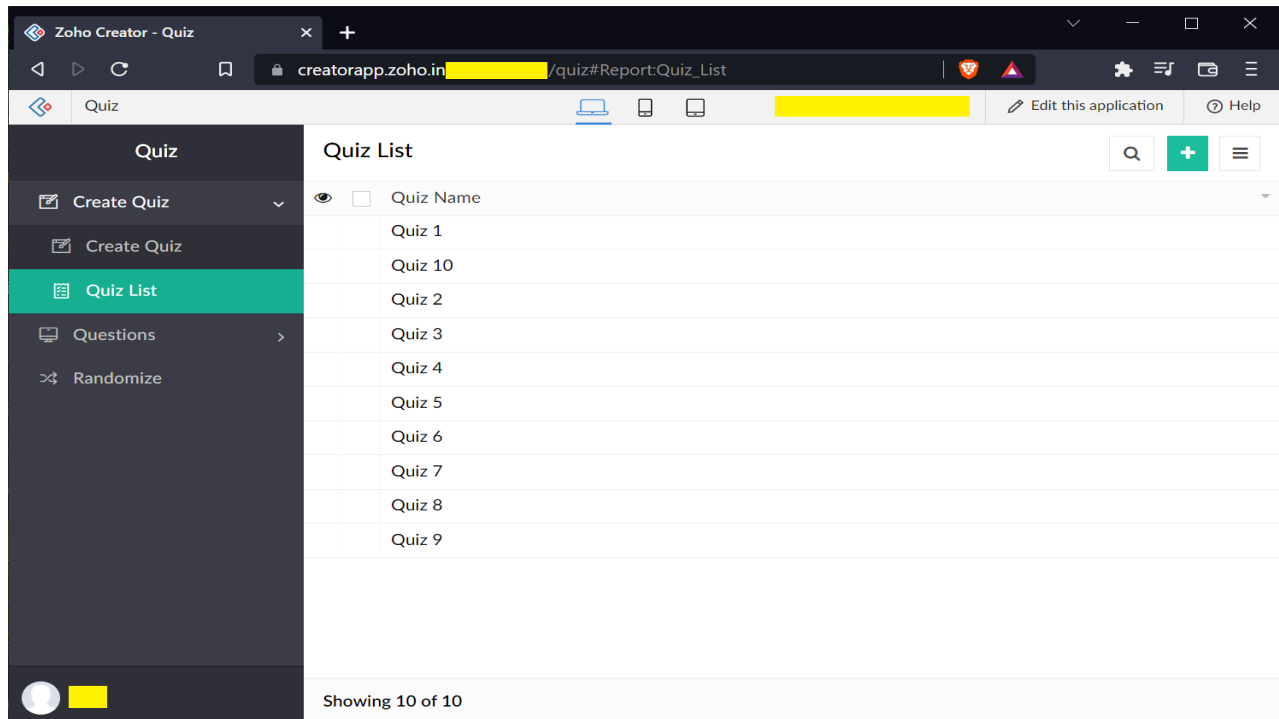 Zoho Creator - Quiz
creatorapp.zoho.in /quiz#Report:Quiz_List
Quiz Edit this application Help
Quiz
Create Quiz
Create Quiz
Quiz List
Questions
Randomize
Quiz List
Quiz Name
Quiz 1
Quiz 10
Quiz 2
Quiz 3
Quiz 4
Quiz 5
Quiz 6
Quiz 7
Quiz 8
Quiz 9
Showing 10 of 10